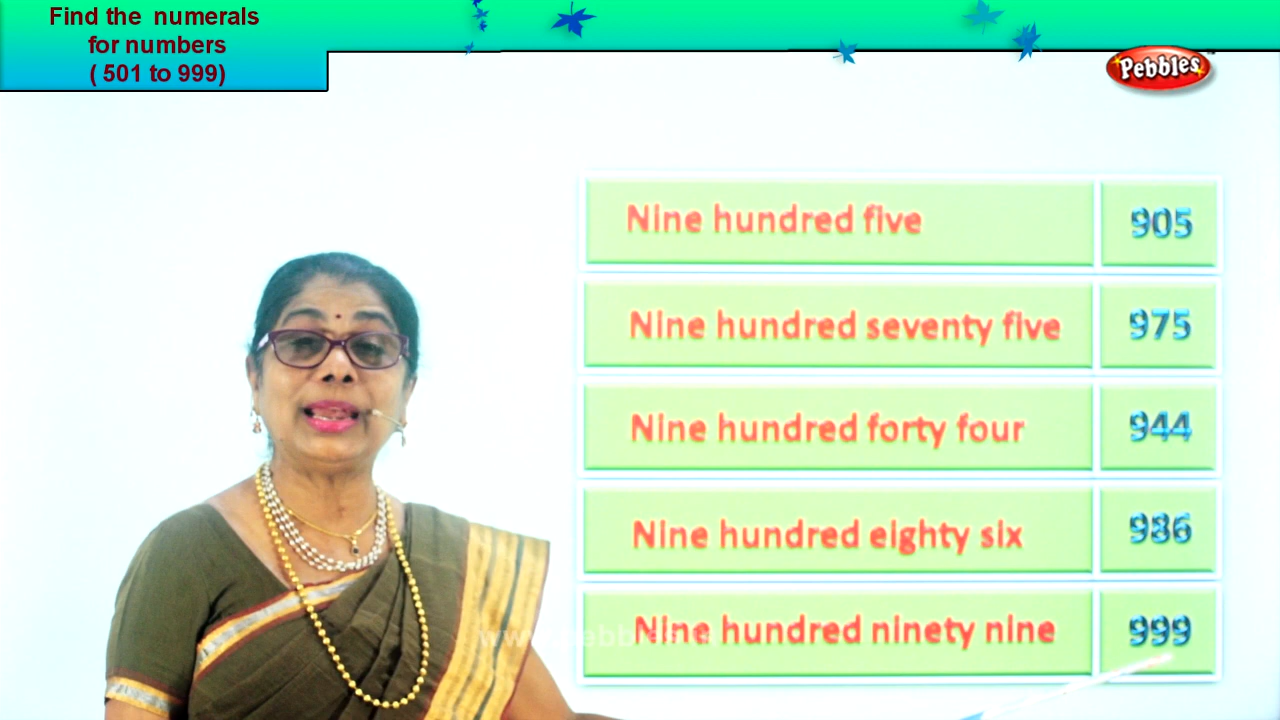 Find the numerals
for numbers
( 501 to 999)
Pebbles
Nine hundred five 905
Nine hundred seventy five 975
Nine hundred forty four 944
Nine hundred eighty six 986
Nine hundred ninety nine 999